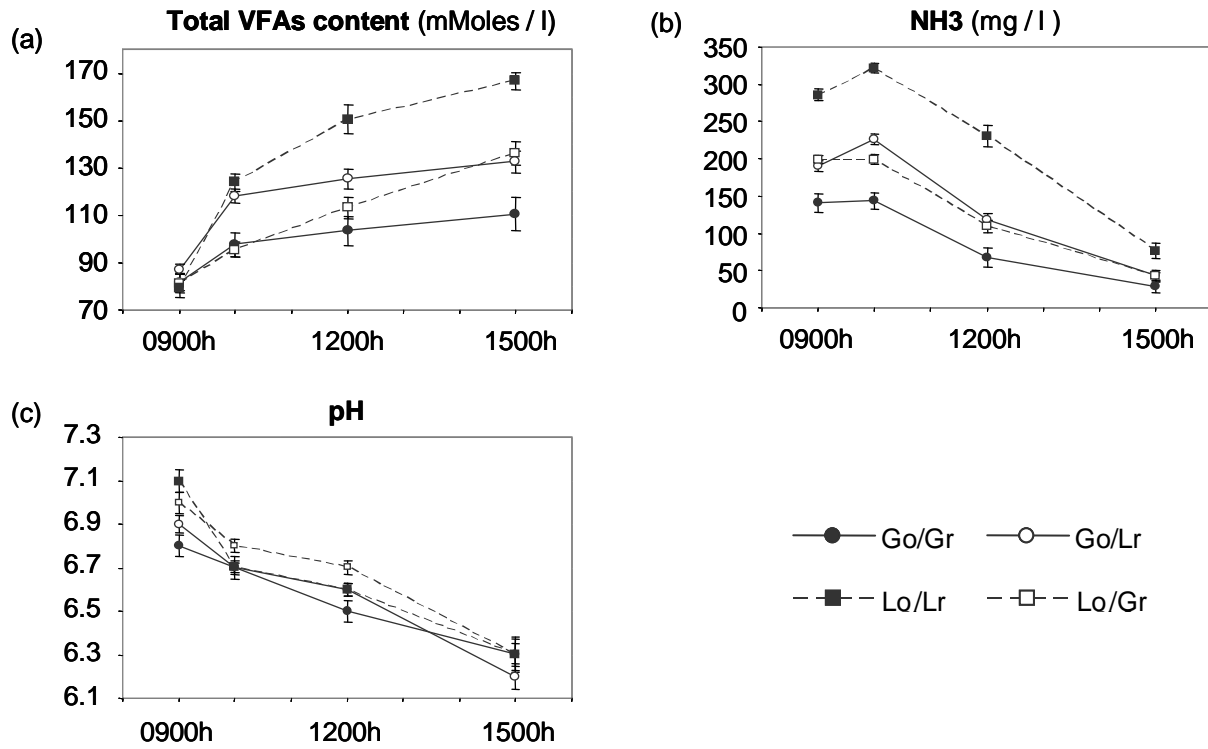 (a) Total VFAs content (mMoles / l)
170
150
130
110
90
70
0900h 1200h 1500h
(b) NH3 (mg / l )
350
300
250
200
150
100
50
0
0900h 1200h 1500h
(c) pH
7.3
7.1
6.9
6.7
6.5
6.3
6.1
0900h 1200h 1500h
Go/Gr Go/Lr
Lo/Lr Lo/Gr